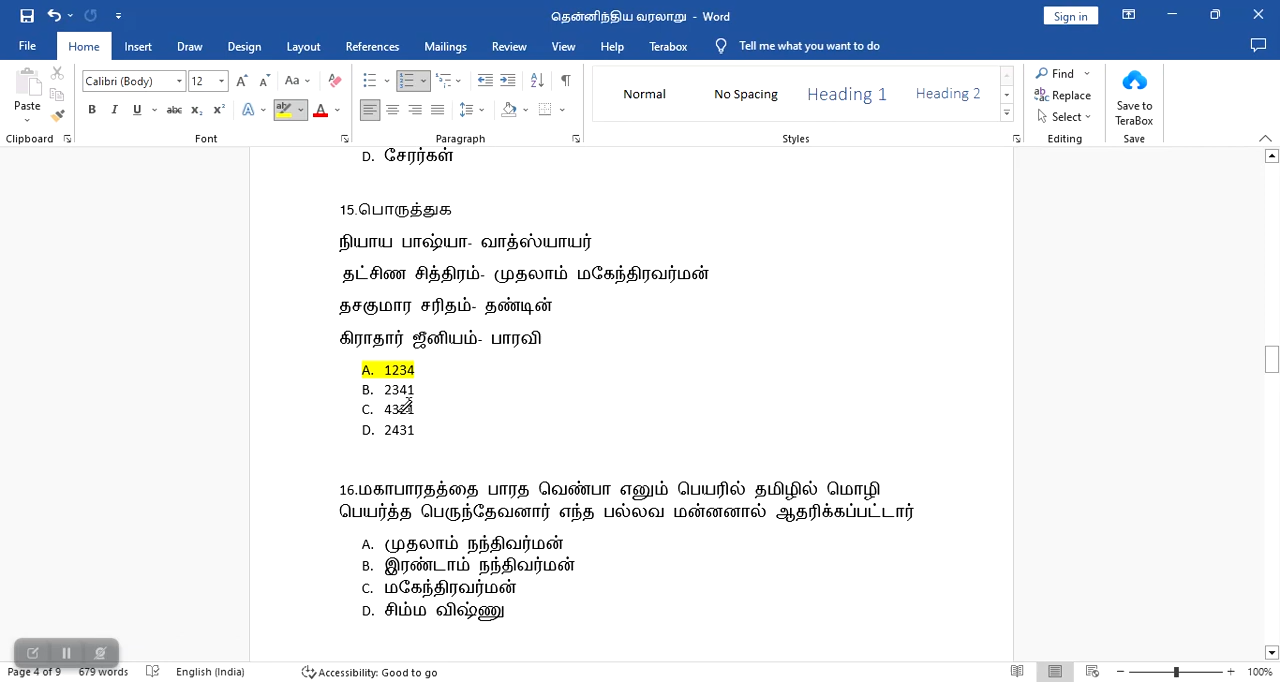 தென்னிந்திய வரலாறு - Word
Sign in
File Home Insert Draw Design Layout References Mailings Review View Help Terabox Tell me what you want to do
Calibri (Body) 12 Aa
Paste
B I U abc x₂ x² A ab A
Normal No Spacing Heading 1 Heading 2
Find
Replace
Select
Save to
TeraBox
Clipboard Font Paragraph Styles Editing Save
D. சேரர்கள்
15.பொருத்துக
நியாய பாஷ்யா- வாத்ஸ்யாயர்
தட்சிண சித்திரம்- முதலாம் மகேந்திரவர்மன்
தசகுமார சரிதம்- தண்டின்
கிராதார் ஜீனியம்- பாரவி
A. 1234
B. 2341
C. 4321
D. 2431
16.மகாபாரதத்தை பாரத வெண்பா எனும் பெயரில் தமிழில் மொழி
பெயர்த்த பெருந்தேவனார் எந்த பல்லவ மன்னனால் ஆதரிக்கப்பட்டார்
A. முதலாம் நந்திவர்மன்
B. இரண்டாம் நந்திவர்மன்
C. மகேந்திரவர்மன்
D. சிம்ம விஷ்ணு
Page 4 of 9 679 words English (India) Accessibility: Good to go 100%